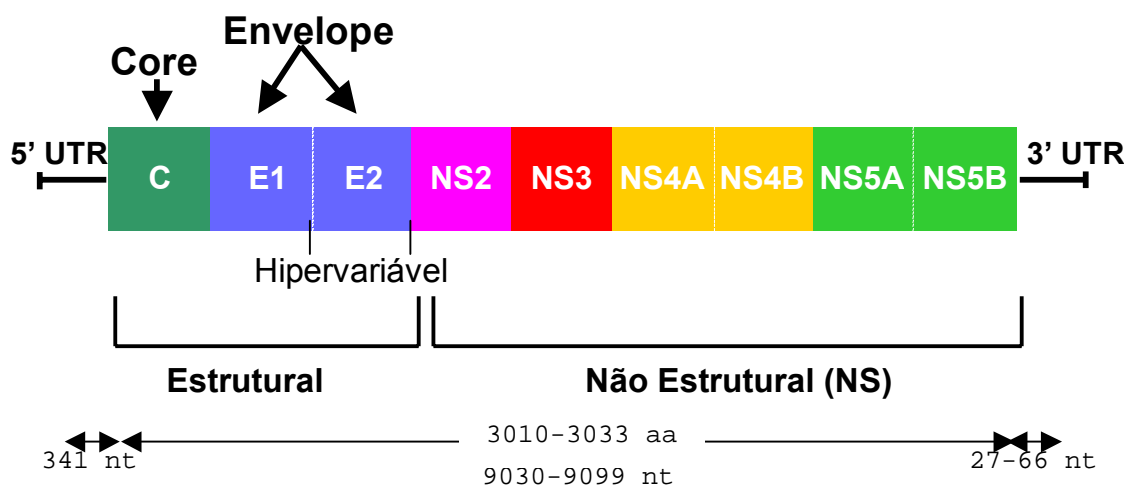 Envelope
Core
5’ UTR
C E1 E2 NS2 NS3 NS4A NS4B NS5A NS5B
3’ UTR
Hipervariável
Estrutural
Não Estrutural (NS)
341 nt
3010-3033 aa
9030-9099 nt
27-66 nt